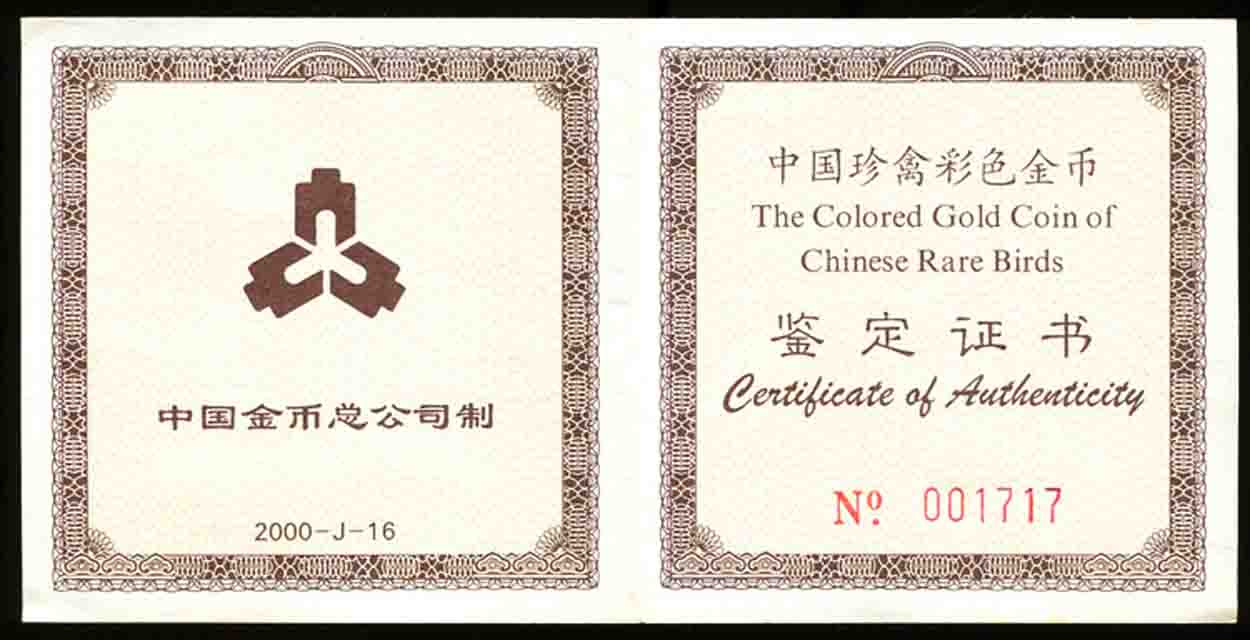 中国金币总公司制
2000-J-16
中国珍禽彩色金币
The Colored Gold Coin of
Chinese Rare Birds
鉴定证书
Certificate of Authenticity
Nº 001717